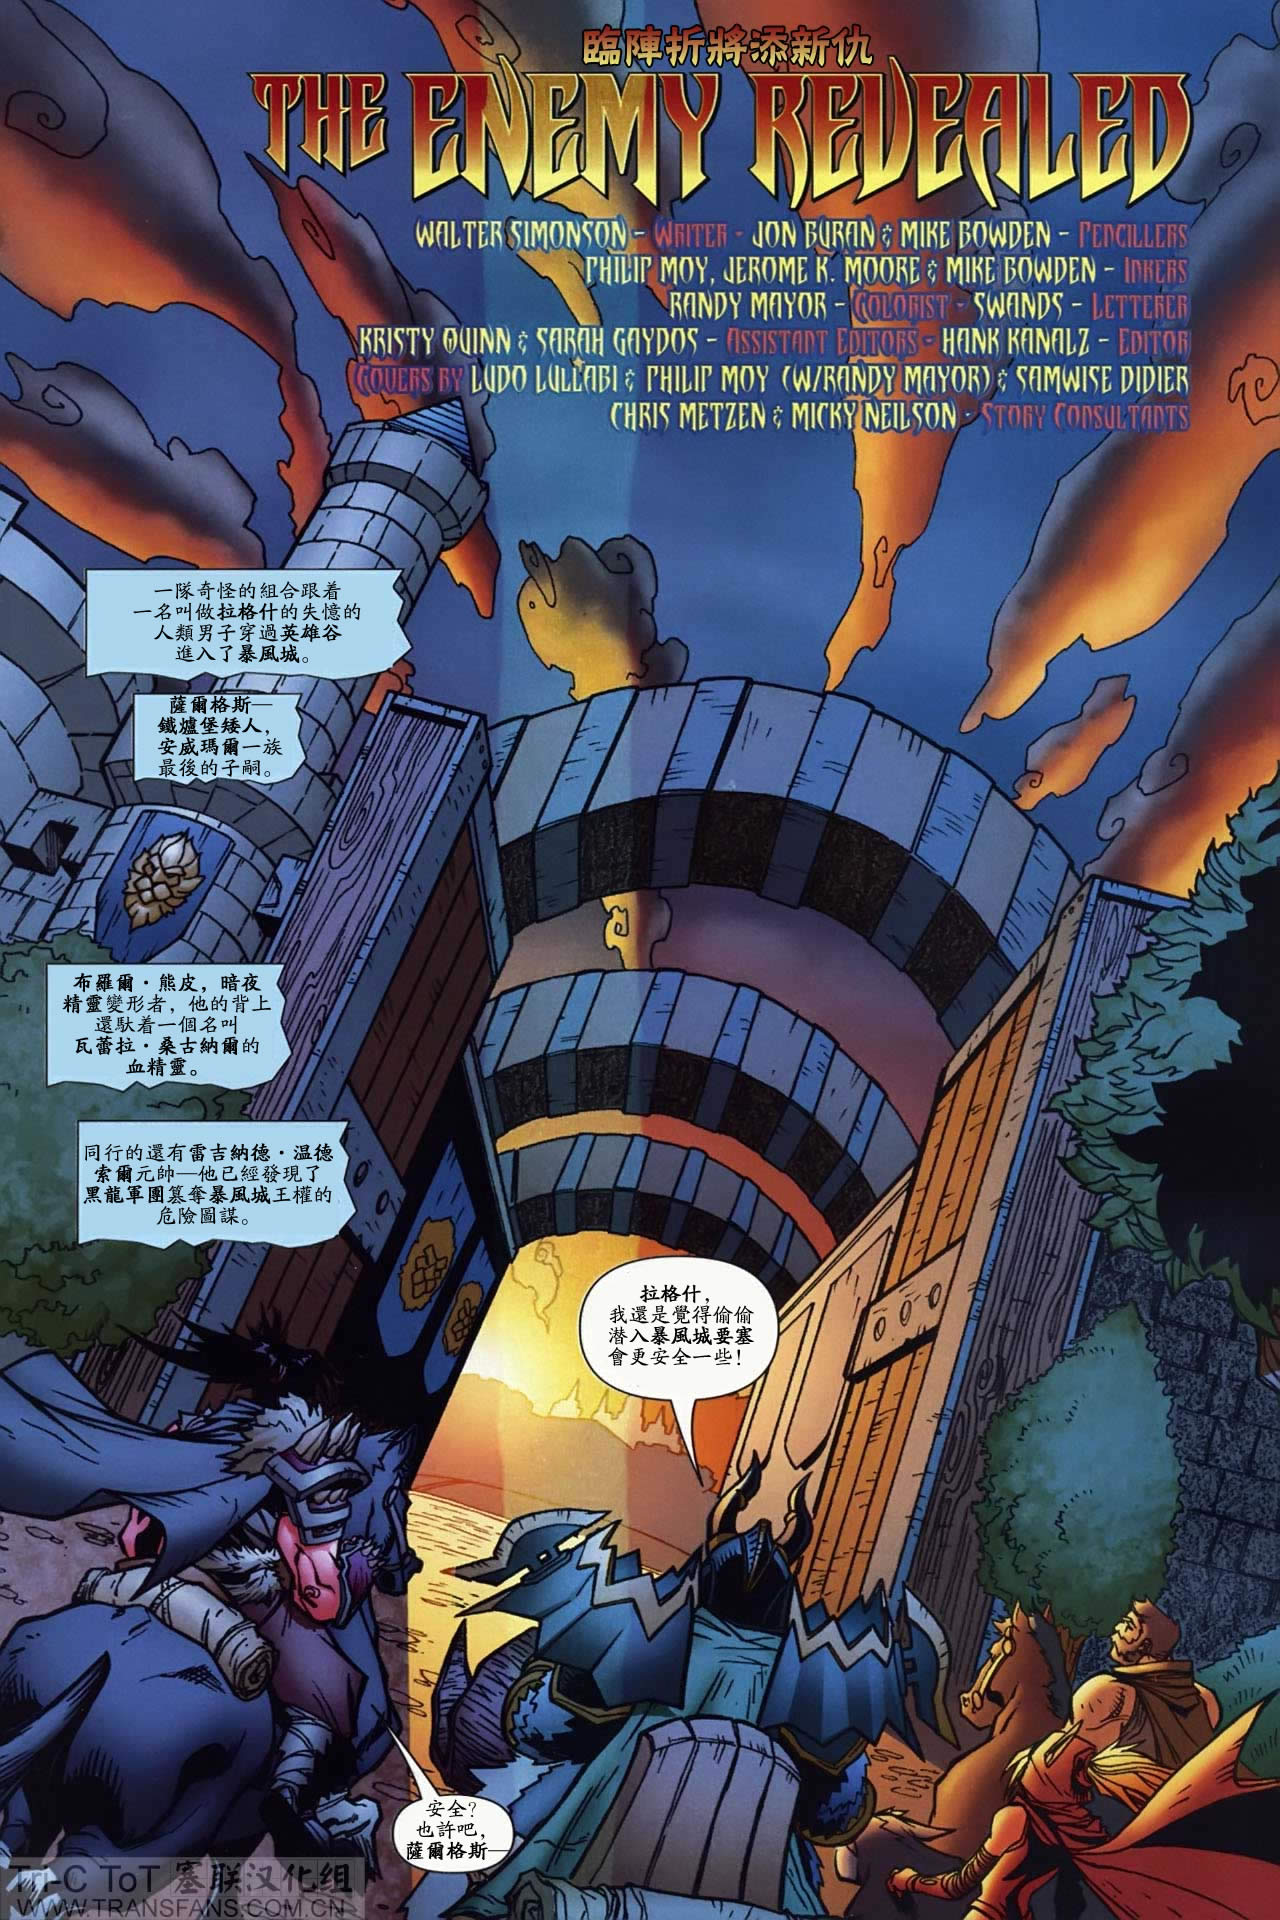 臨陣折將添新仇
THE ENEMY REVEALED
WALTER SIMONSON - WRITER - JON BURAN & MIKE BOWDEN - PENCILLERS
PHILIP MOY, JEROME K. MOORE & MIKE BOWDEN - INKERS
RANDY MAYOR - COLORIST - SWANDS - LETTERER
KRISTY QUINN & SARAH GAYDOS - ASSISTANT EDITORS - HANK KANALZ - EDITOR
COVERS BY LUDO LULLABI & PHILIP MOY (W/RANDY MAYOR) & SAMWISE DIDIER
CHRIS METZEN & MICKY NEILSON - STORY CONSULTANTS
一隊奇怪的組合跟着
一名叫做拉格什的失憶的
人類男子穿過英雄谷
進入了暴風城。
薩爾格斯—
鐵爐堡矮人，
安威瑪爾一族
最後的子嗣。
布羅爾·熊皮，暗夜
精靈變形者，他的背上
還馱着一個名叫
瓦蕾拉·桑古納爾的
血精靈。
同行的還有雷吉納德·温德
索爾元帥—他已經發現了
黑龍軍團篡奪暴風城王權的
危險圖謀。
拉格什，
我還是覺得偷偷
潛入暴風城要塞
會更安全一些！
安全？
也許吧，
薩爾格斯—
Tri-C ToT 塞联汉化组
WWW.TRANSFANS.COM.CN